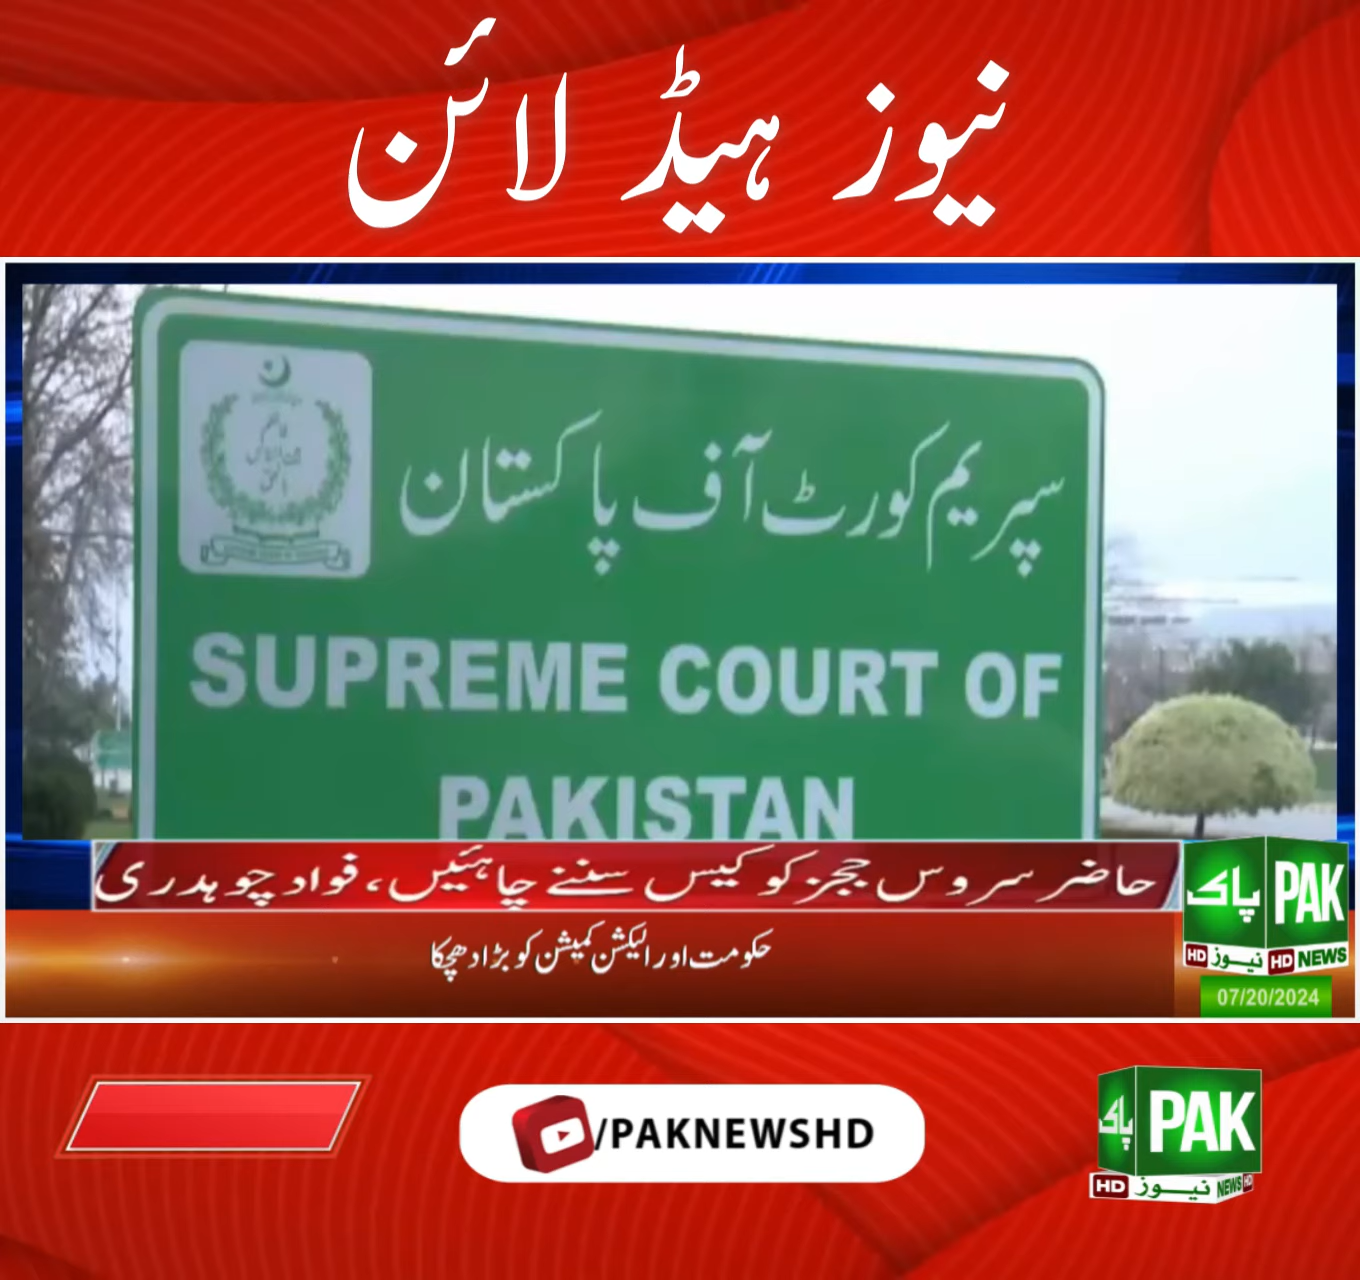 نیوز ہیڈ لائن
سپریم کورٹ آف پاکستان
SUPREME COURT OF
PAKISTAN
حاضر سروس ججز کو کیس سننے چاہئیں، فواد چوہدری
حکومت اور الیکشن کمیشن کو بڑا دھچکا
پاک PAK
HD نیوز HD NEWS
07/20/2024
/PAKNEWSHD
پاک PAK
HD نیوز NEWS HD